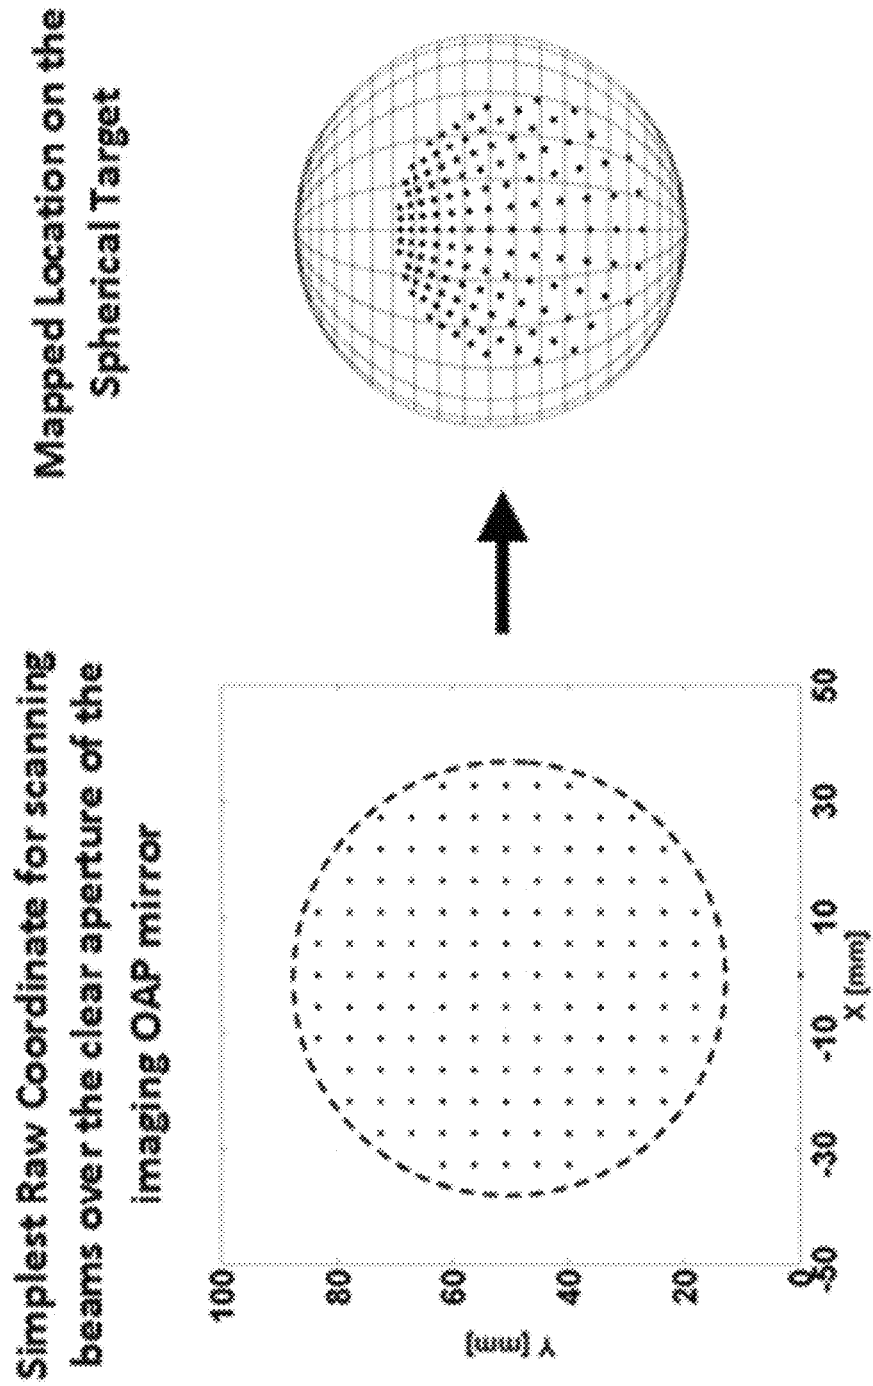 Simplest Raw Coordinate for scanning
beams over the clear aperture of the
imaging OAP mirror
Y [mm]
100
80
60
40
20
0
-50
-30
-10
10
30
50
X [mm]
Mapped Location on the
Spherical Target